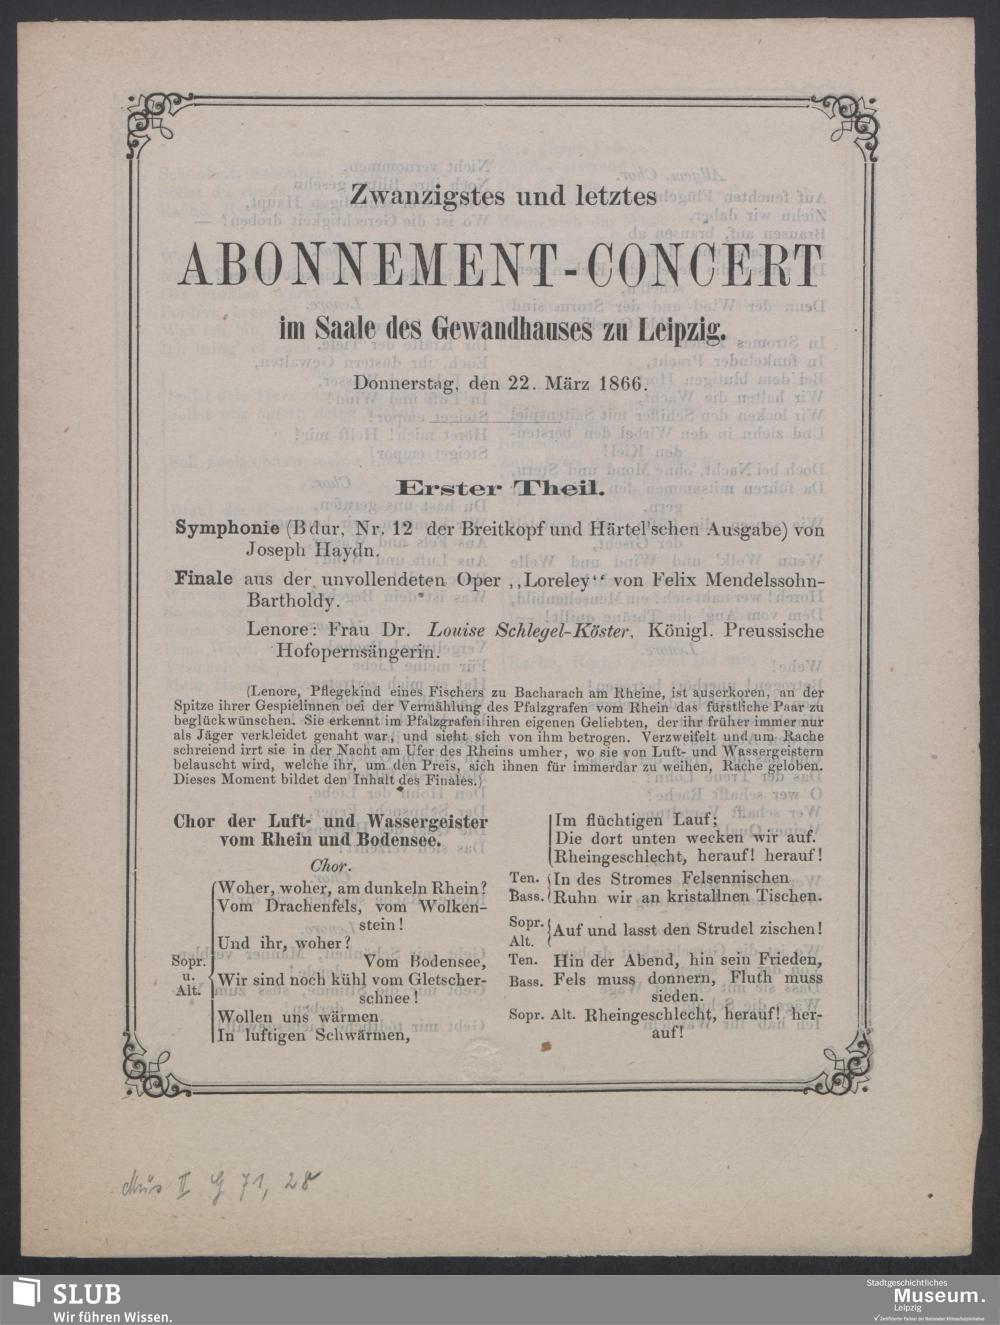 Zwanzigstes und letztes
ABONNEMENT-CONCERT
im Saale des Gewandhauses zu Leipzig.
Donnerstag, den 22. März 1866.
Erster Theil.
Symphonie (B dur, Nr. 12 der Breitkopf und Härtel'schen Ausgabe) von
Joseph Haydn.
Finale aus der unvollendeten Oper ,,Loreley“ von Felix Mendelssohn-
Bartholdy.
Lenore: Frau Dr. Louise Schlegel-Köster, Königl. Preussische
Hofopernsängerin.
(Lenore, Pflegekind eines Fischers zu Bacharach am Rheine, ist auserkoren, an der
Spitze ihrer Gespielinnen bei der Vermählung des Pfalzgrafen vom Rhein das fürstliche Paar zu
beglückwünschen. Sie erkennt im Pfalzgrafen ihren eigenen Geliebten, der ihr früher immer nur
als Jäger verkleidet genaht war, und sieht sich von ihm betrogen. Verzweifelt und um Rache
schreiend irrt sie in der Nacht am Ufer des Rheins umher, wo sie von Luft- und Wassergeistern
belauscht wird, welche ihr, um den Preis, sich ihnen für immerdar zu weihen, Rache geloben.
Dieses Moment bildet den Inhalt des Finales.)
Chor der Luft- und Wassergeister
vom Rhein und Bodensee.
Chor.
Woher, woher, am dunkeln Rhein?
Vom Drachenfels, vom Wolken-
stein!
Und ihr, woher?
Sopr. Vom Bodensee,
u. Wir sind noch kühl vom Gletscher-
Alt. schnee!
Wollen uns wärmen
In luftigen Schwärmen,
Im flüchtigen Lauf;
Die dort unten wecken wir auf.
Rheingeschlecht, herauf! herauf!
Ten. In des Stromes Felsennischen
Bass. Ruhn wir an kristallnen Tischen.
Sopr. Auf und lasst den Strudel zischen!
Alt.
Ten. Hin der Abend, hin sein Frieden,
Bass. Fels muss donnern, Fluth muss
sieden.
Sopr. Alt. Rheingeschlecht, herauf! her-
auf!
Mus II G 71, 28
SLUB
Wir führen Wissen.
Stadtgeschichtliches
Museum.
Leipzig
Zertifizierter Partner der Nationalen Klimaschutzinitiative